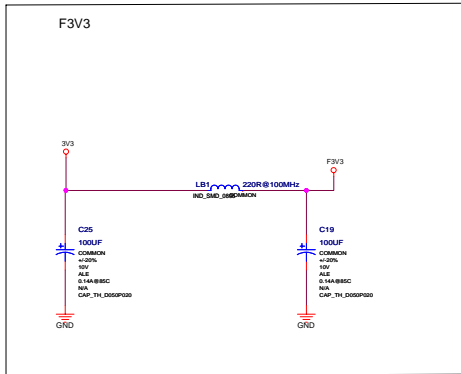 F3V3
3V3
F3V3
LB1 220R@100MHz
COMMON
C25
100UF
COMMON
+/-20%
10V
ALE
0.14A@85C
N/A
CAP_TH_D050P020
GND
C19
100UF
COMMON
+/-20%
10V
ALE
0.14A@85C
N/A
CAP_TH_D050P020
GND